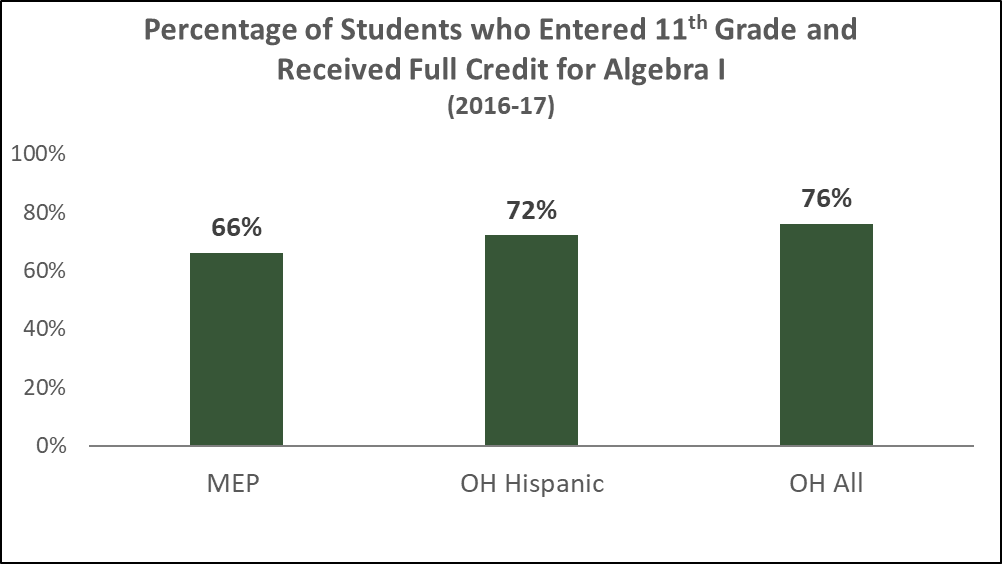 Percentage of Students who Entered 11th Grade and
Received Full Credit for Algebra I
(2016-17)
100%
80%
60%
40%
20%
0%
66%
72%
76%
MEP
OH Hispanic
OH All